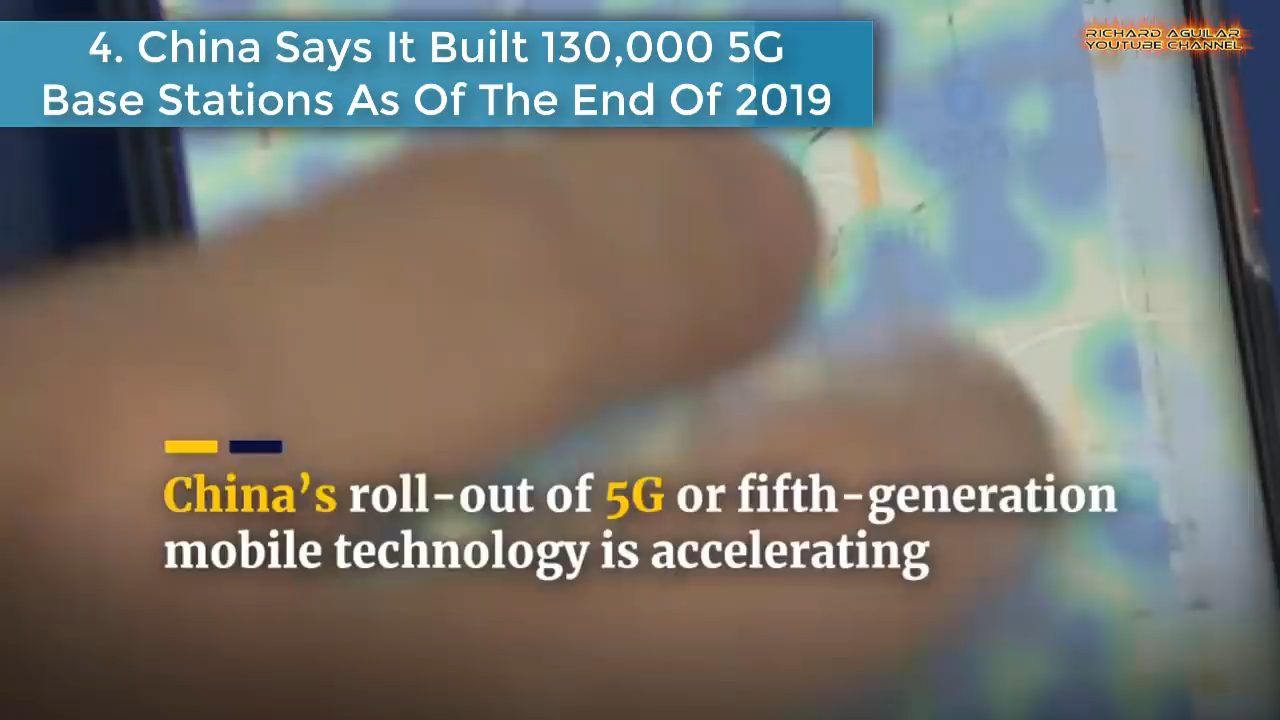 4. China Says It Built 130,000 5G
Base Stations As Of The End Of 2019
RICHARD AGUILAR
YOUTUBE CHANNEL
China's roll-out of 5G or fifth-generation
mobile technology is accelerating